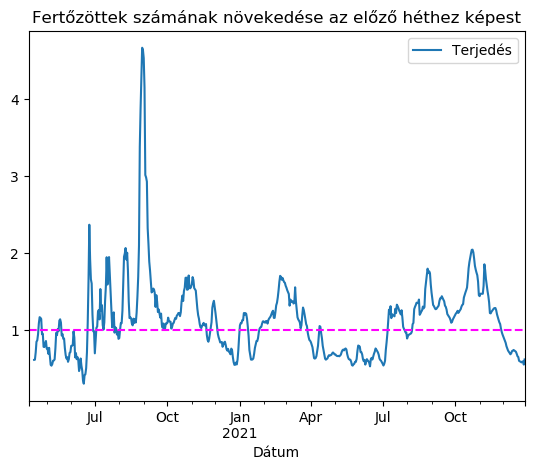 Fertőzöttek számának növekedése az előző héthez képest
Terjedés
4
3
2
1
Jul
Oct
Jan
2021
Apr
Jul
Oct
Dátum